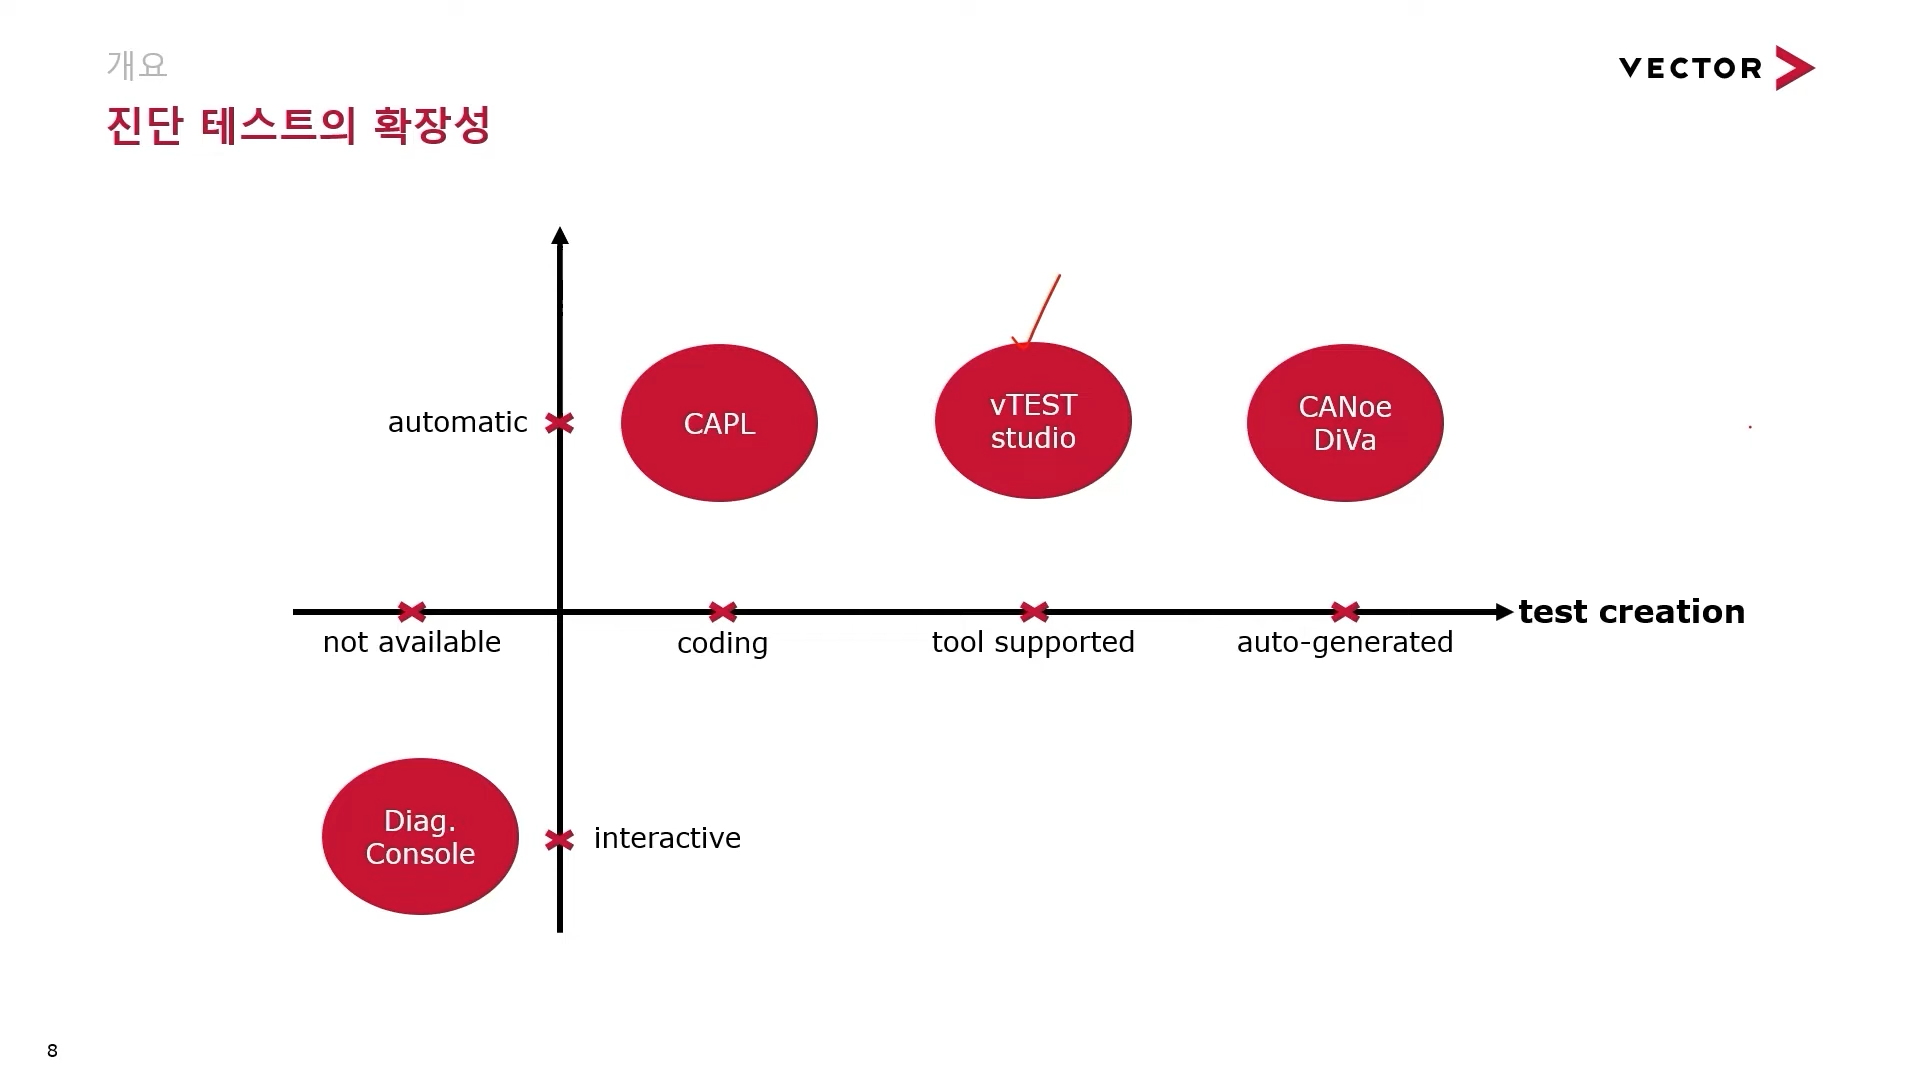 개요
VECTOR
진단 테스트의 확장성
automatic
CAPL
vTEST
studio
CANoe
DiVa
test creation
not available
coding
tool supported
auto-generated
Diag.
Console
interactive
8